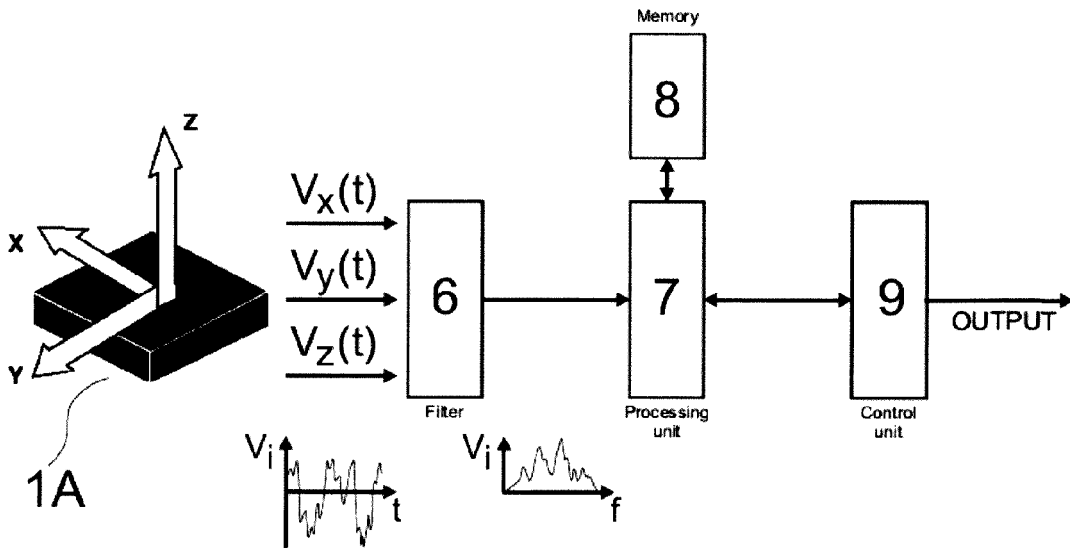 Memory
8
Z
X
Y
1A
Vx(t)
Vy(t)
Vz(t)
6
Filter
7
Processing
unit
9
Control
unit
OUTPUT
Vi
t
Vi
f